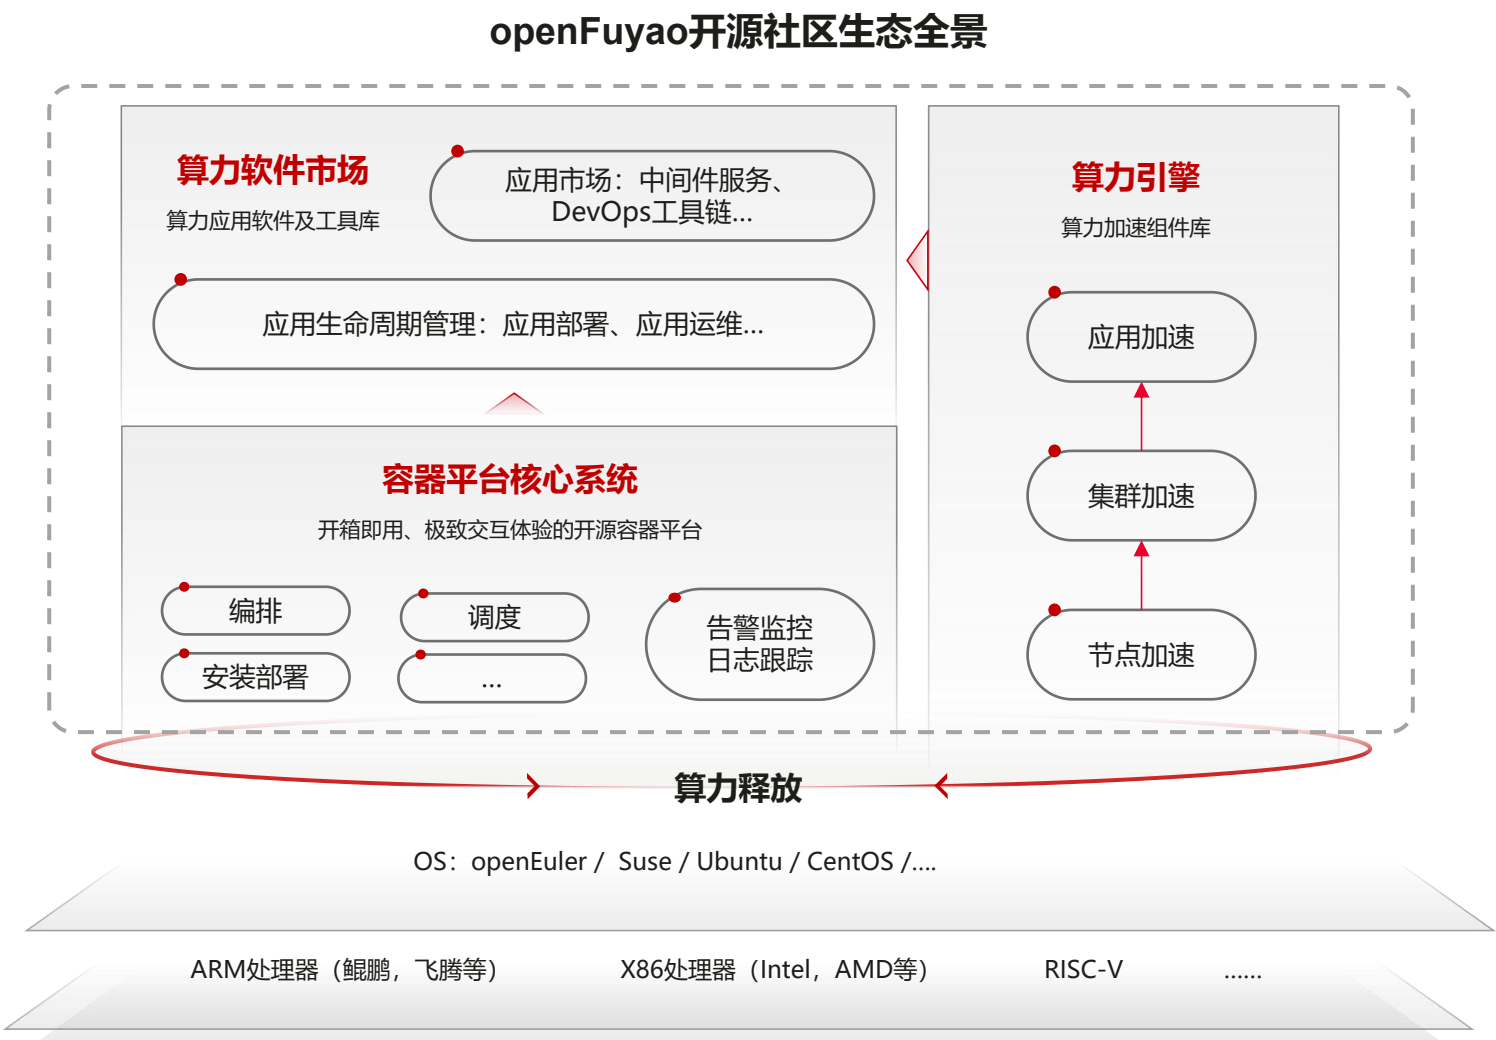 openFuyao开源社区生态全景
算力软件市场
算力应用软件及工具库
应用市场：中间件服务、
DevOps工具链...
应用生命周期管理：应用部署、应用运维...
容器平台核心系统
开箱即用、极致交互体验的开源容器平台
编排
调度
告警监控
日志跟踪
安装部署
...
算力引擎
算力加速组件库
应用加速
集群加速
节点加速
算力释放
OS：openEuler / Suse / Ubuntu / CentOS /....
ARM处理器（鲲鹏，飞腾等） X86处理器（Intel，AMD等） RISC-V ......